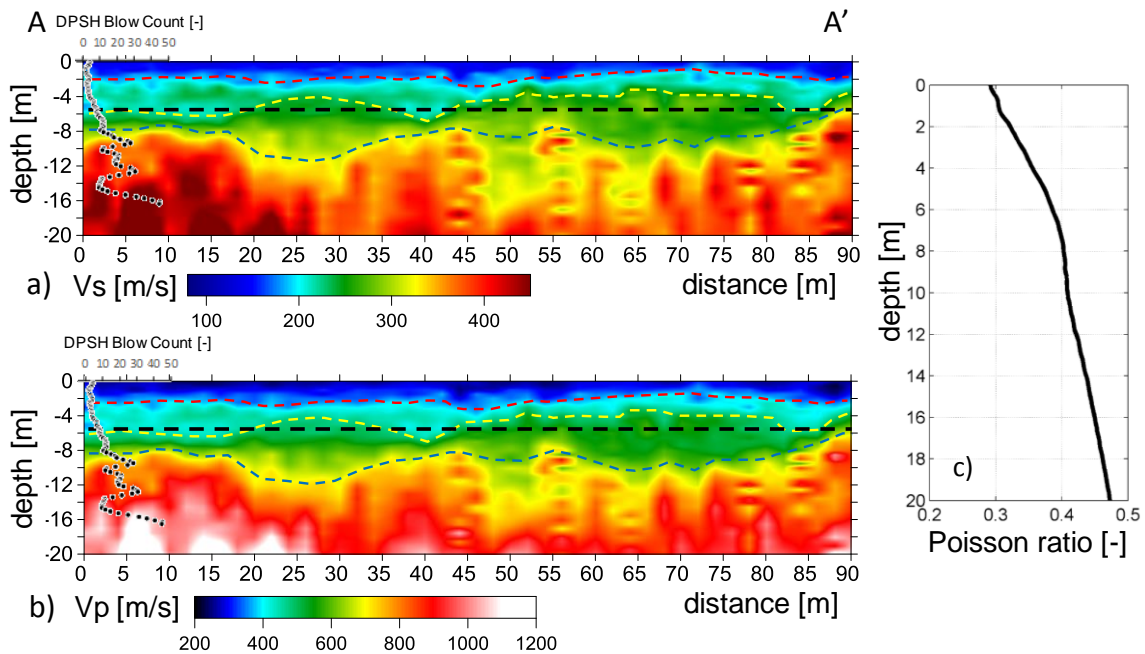 A
DPSH Blow Count [-]
A'
0 10 20 30 40 50
0
-4
-8
-12
-16
-20
depth [m]
0 5 10 15 20 25 30 35 40 45 50 55 60 65 70 75 80 85 90
a) Vs [m/s]
distance [m]
100 200 300 400
DPSH Blow Count [-]
0 10 20 30 40 50
0
-4
-8
-12
-16
-20
depth [m]
0 5 10 15 20 25 30 35 40 45 50 55 60 65 70 75 80 85 90
b) Vp [m/s]
distance [m]
200 400 600 800 1000 1200
0
2
4
6
8
10
12
14
16
18
20
depth [m]
c)
0.2 0.3 0.4 0.5
Poisson ratio [-]